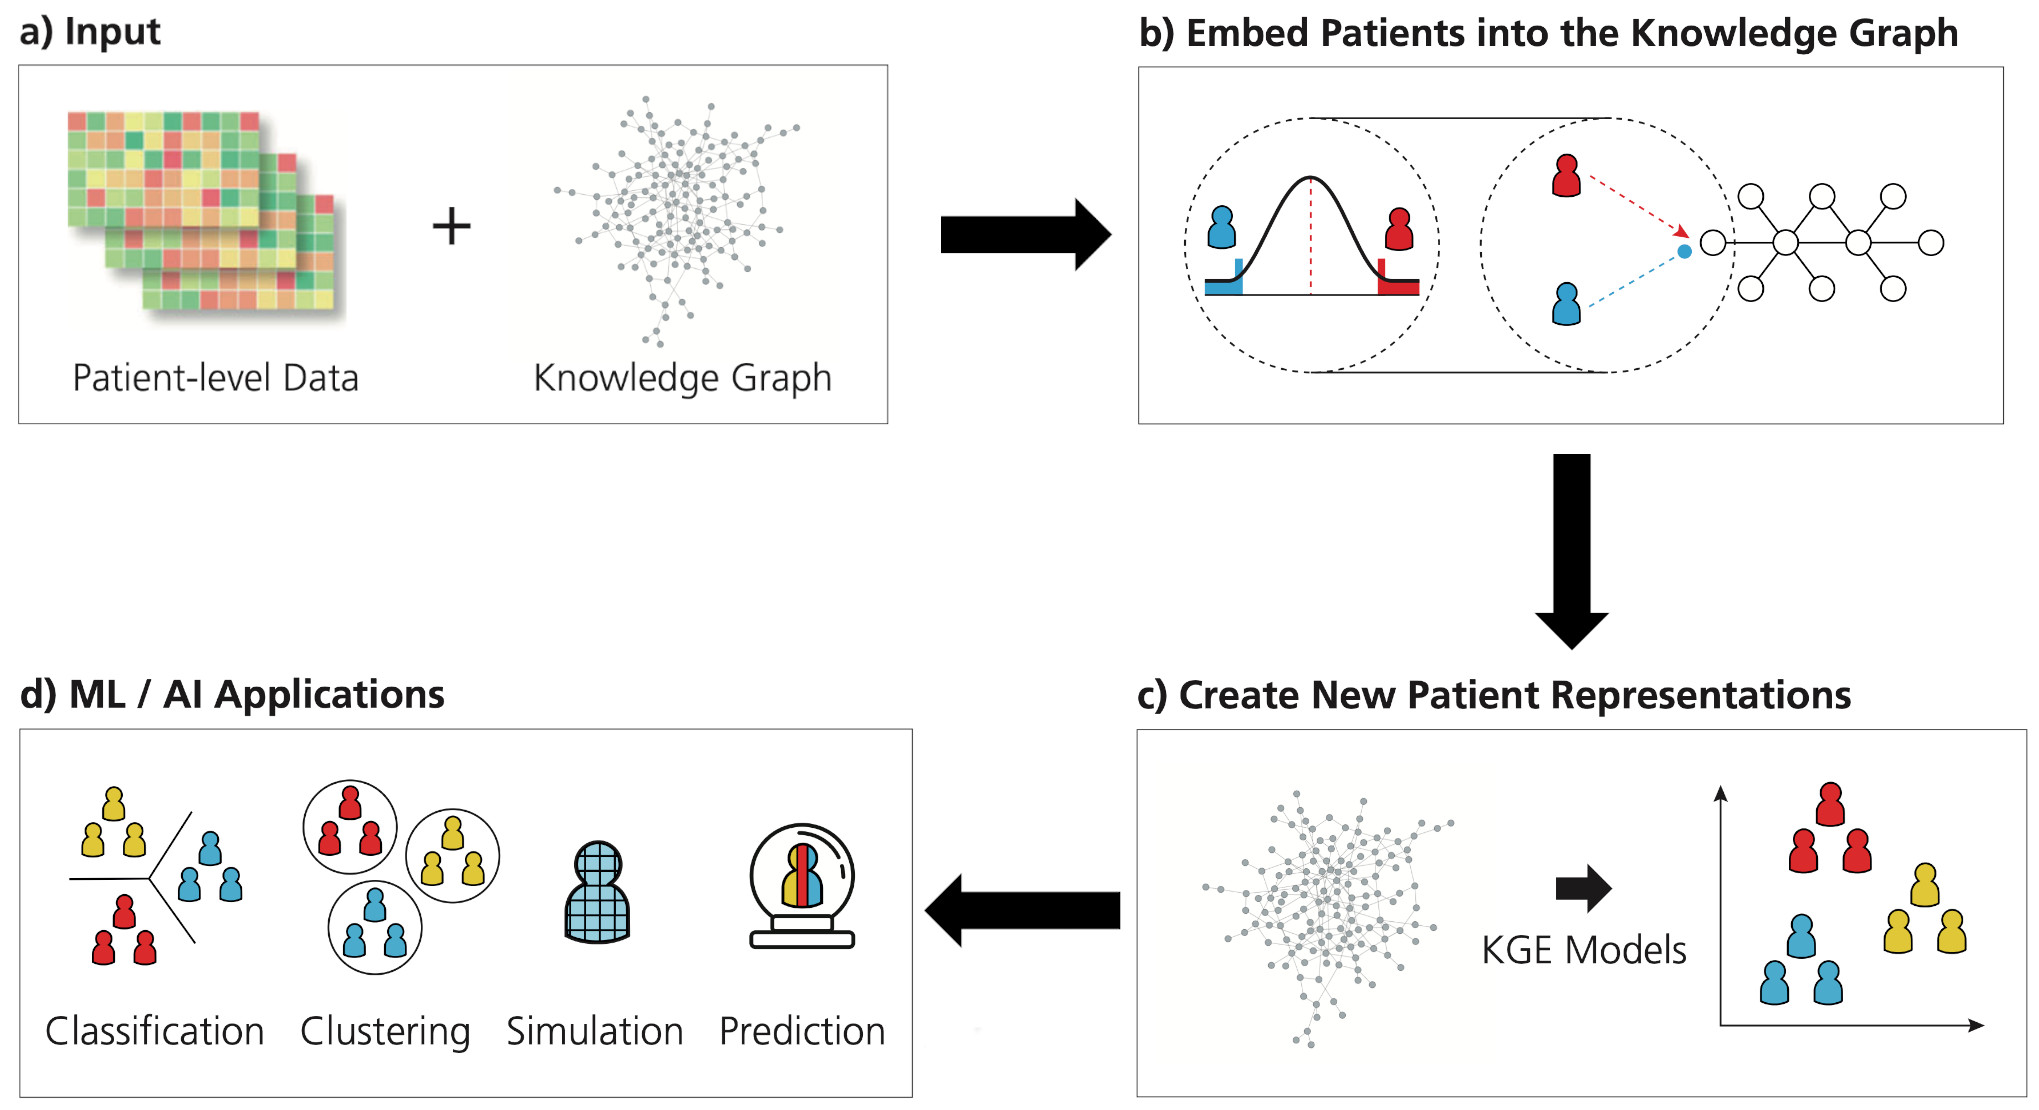 a) Input
+
Patient-level Data
Knowledge Graph
b) Embed Patients into the Knowledge Graph
c) Create New Patient Representations
KGE Models
d) ML / AI Applications
Classification
Clustering
Simulation
Prediction